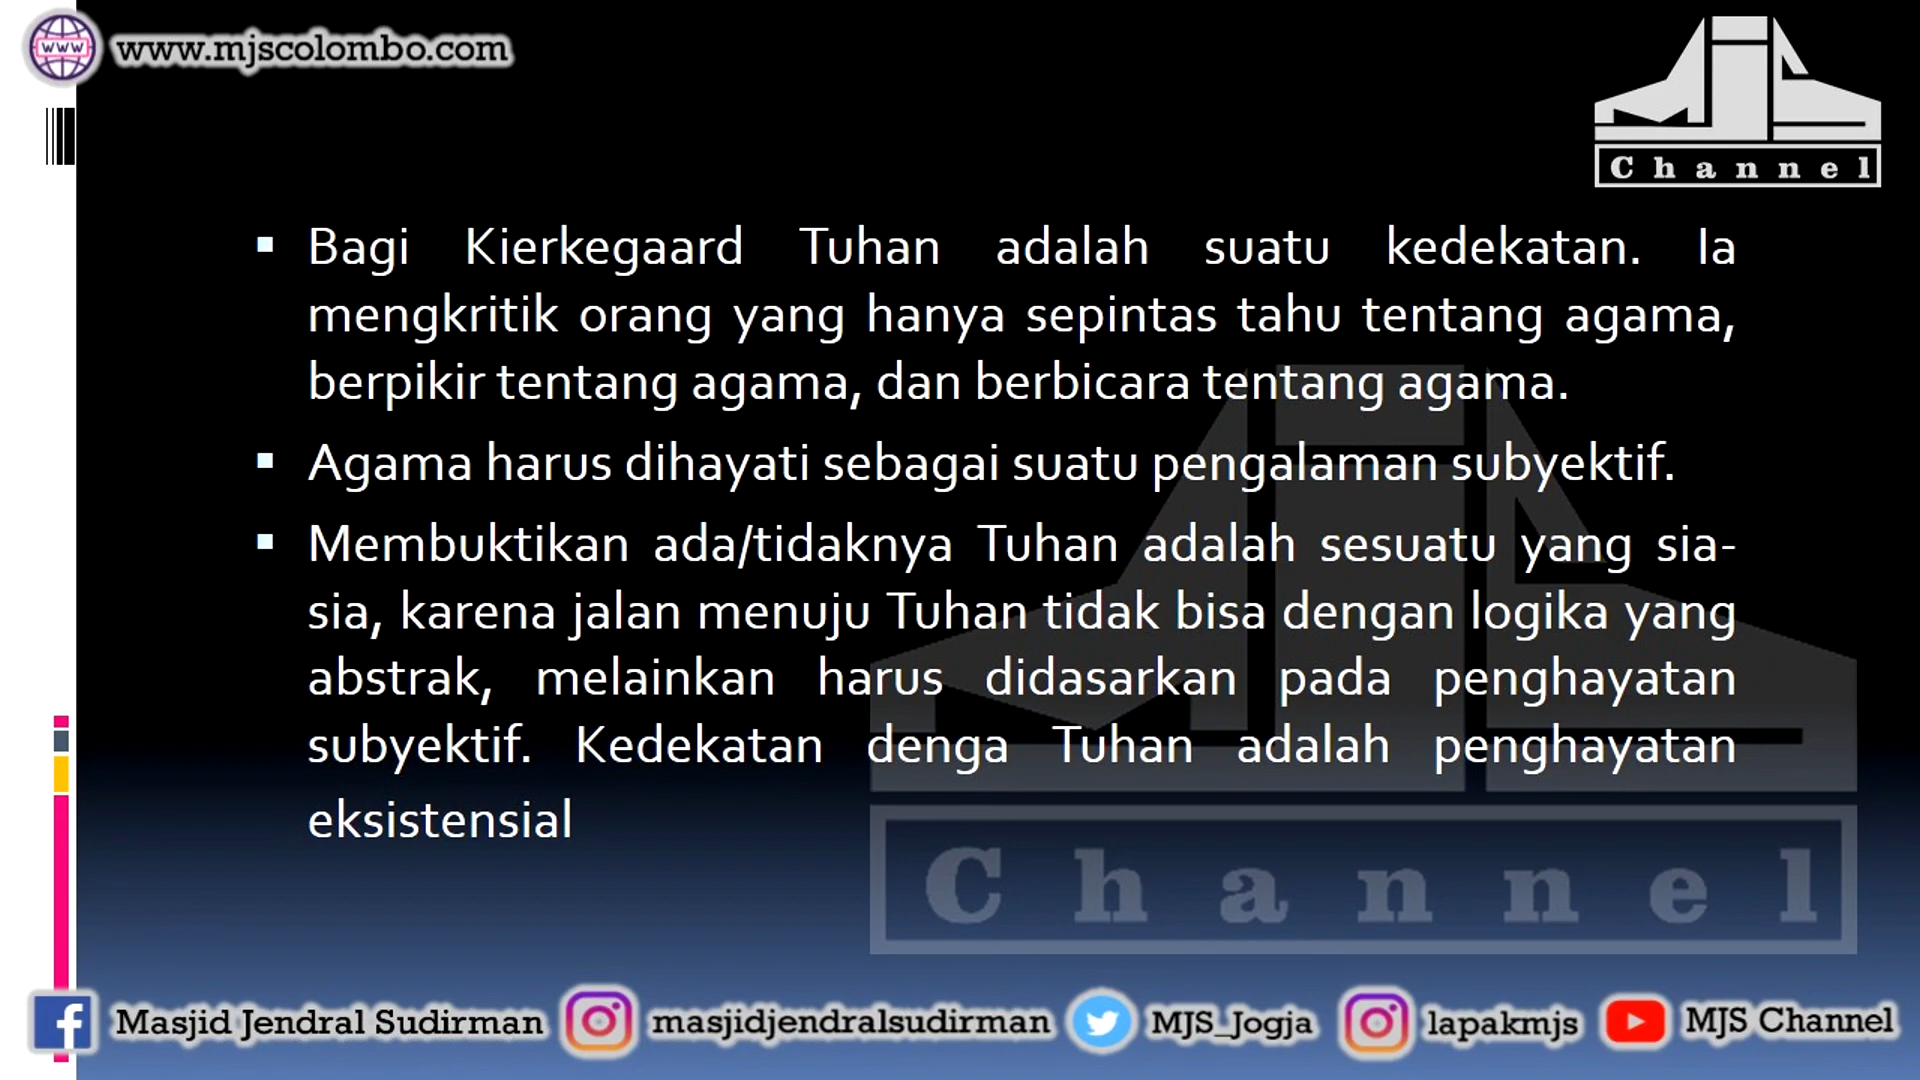 www.mjscolombo.com
MJS
Channel
Bagi Kierkegaard Tuhan adalah suatu kedekatan. Ia
mengkritik orang yang hanya sepintas tahu tentang agama,
berpikir tentang agama, dan berbicara tentang agama.
Agama harus dihayati sebagai suatu pengalaman subyektif.
Membuktikan ada/tidaknya Tuhan adalah sesuatu yang sia-
sia, karena jalan menuju Tuhan tidak bisa dengan logika yang
abstrak, melainkan harus didasarkan pada penghayatan
subyektif. Kedekatan denga Tuhan adalah penghayatan
eksistensial
Channel
Masjid Jendral Sudirman masjidjendralsudirman MJS_Jogja lapakmjs MJS Channel